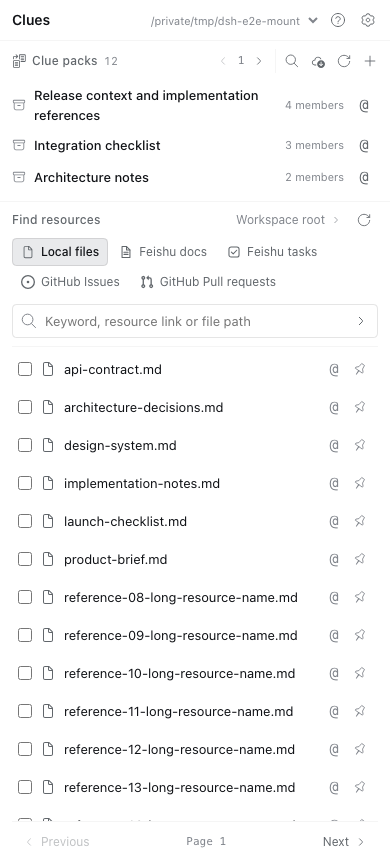 Clues
/private/tmp/dsh-e2e-mount
Clue packs 12
1
Release context and implementation
references
4 members @
Integration checklist 3 members @
Architecture notes 2 members @
Find resources Workspace root
Local files Feishu docs Feishu tasks
GitHub Issues GitHub Pull requests
Keyword, resource link or file path
api-contract.md @
architecture-decisions.md @
design-system.md @
implementation-notes.md @
launch-checklist.md @
product-brief.md @
reference-08-long-resource-name.md @
reference-09-long-resource-name.md @
reference-10-long-resource-name.md @
reference-11-long-resource-name.md @
reference-12-long-resource-name.md @
reference-13-long-resource-name.md @
Previous Page 1 Next